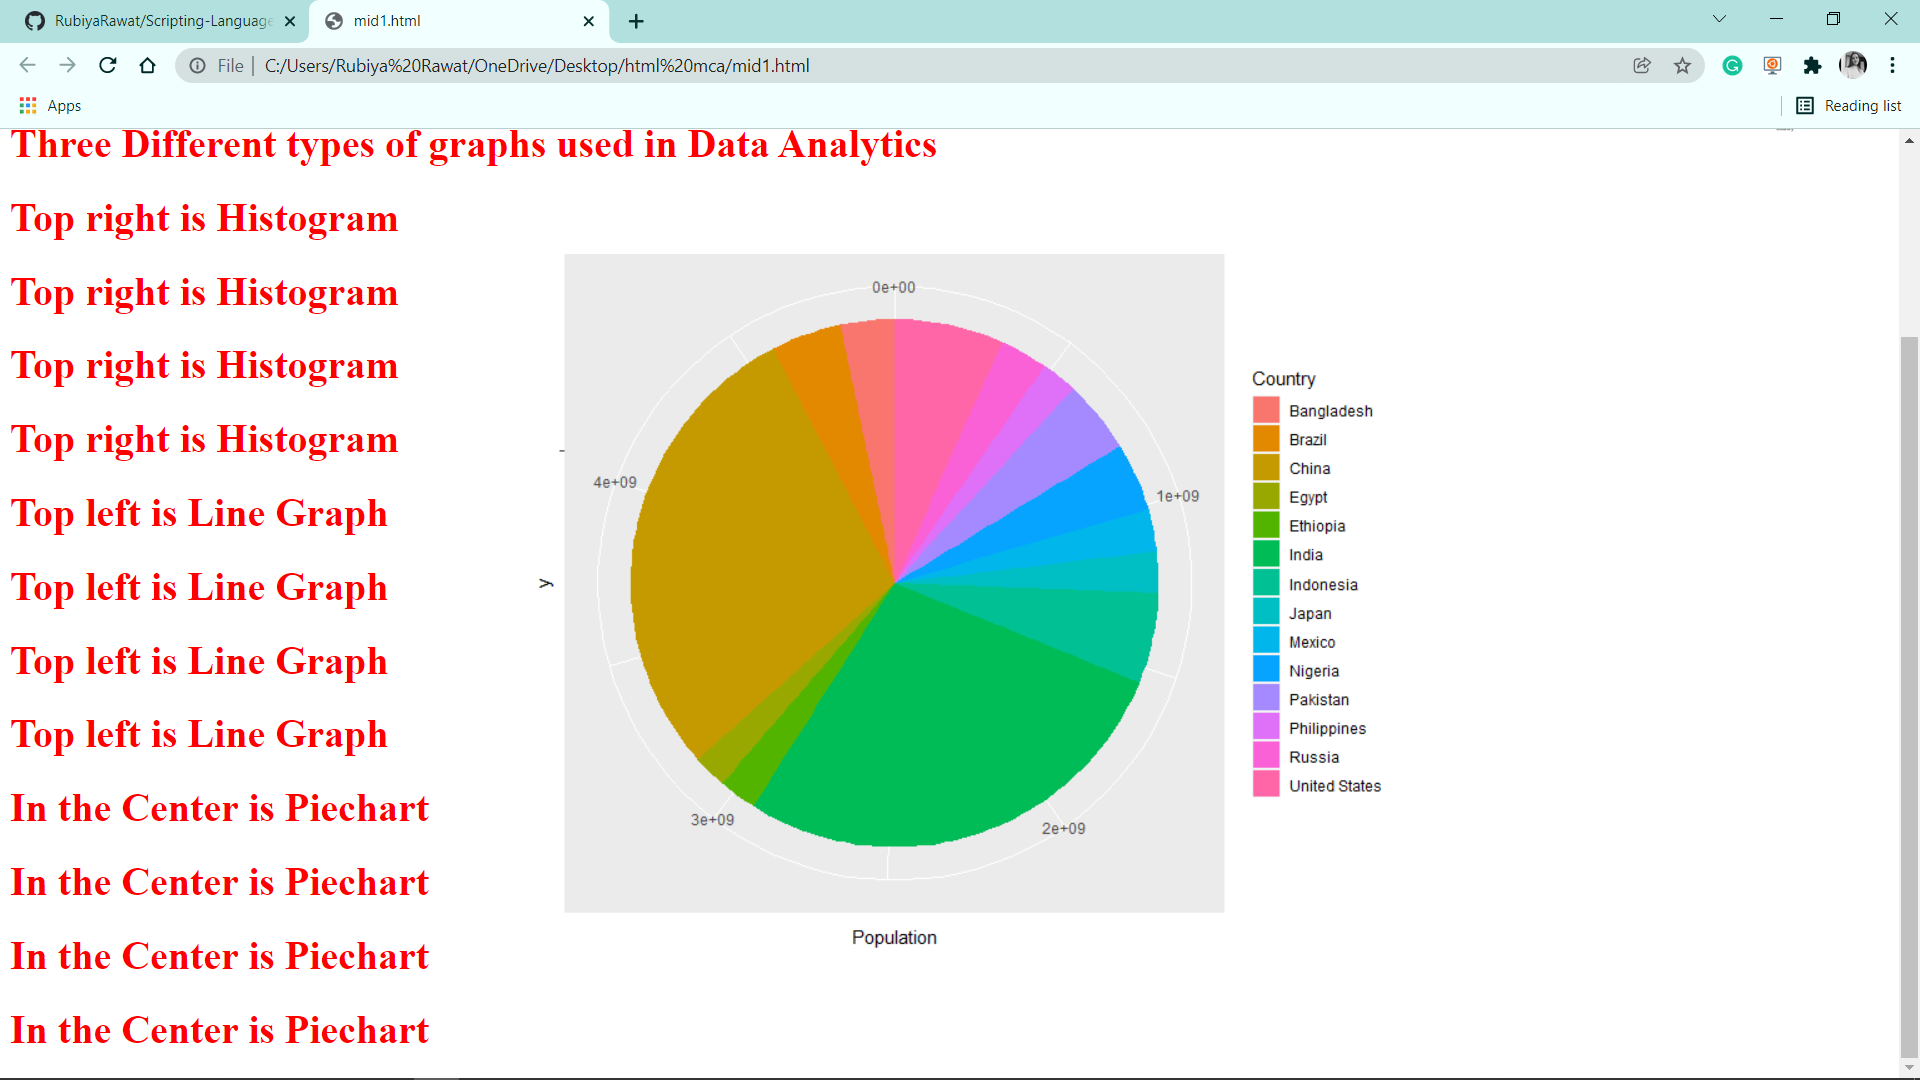 RubiyaRawat/Scripting-Language
mid1.html
File
C:/Users/Rubiya%20Rawat/OneDrive/Desktop/html%20mca/mid1.html
Apps
Reading list
Three Different types of graphs used in Data Analytics
Top right is Histogram
Top right is Histogram
Top right is Histogram
Top right is Histogram
Top left is Line Graph
Top left is Line Graph
Top left is Line Graph
Top left is Line Graph
In the Center is Piechart
In the Center is Piechart
In the Center is Piechart
In the Center is Piechart
0e+00
1e+09
2e+09
3e+09
4e+09
y
Population
Country
Bangladesh
Brazil
China
Egypt
Ethiopia
India
Indonesia
Japan
Mexico
Nigeria
Pakistan
Philippines
Russia
United States